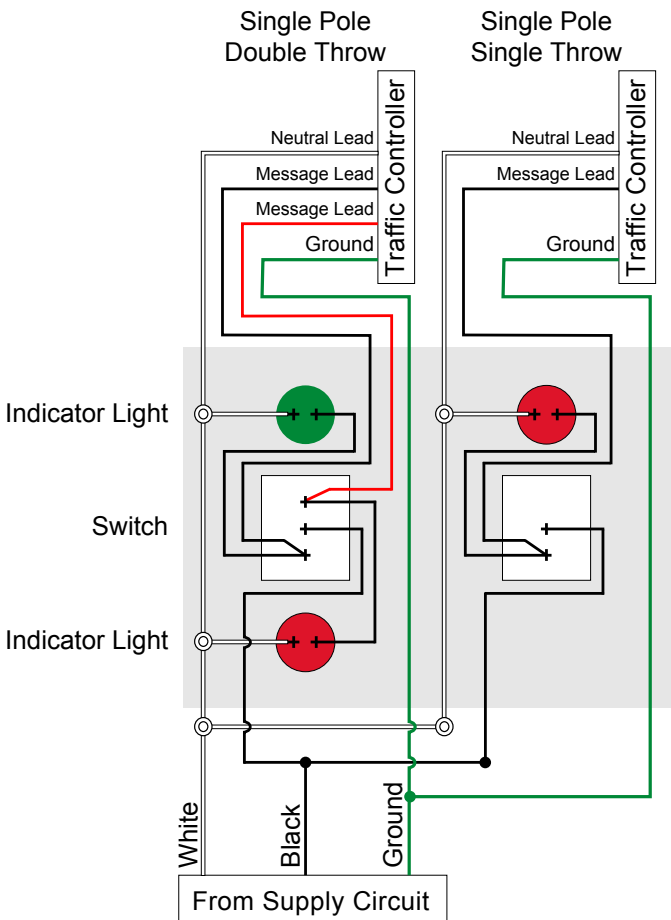 Single Pole
Double Throw
Single Pole
Single Throw
Traffic Controller
Traffic Controller
Neutral Lead
Message Lead
Message Lead
Ground
Neutral Lead
Message Lead
Ground
Indicator Light
Switch
Indicator Light
White
Black
Ground
From Supply Circuit